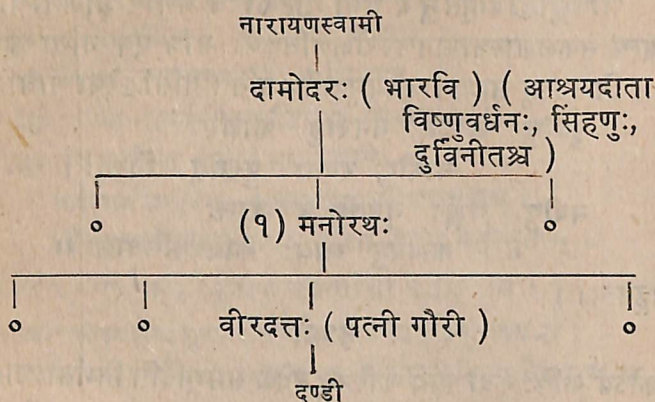 नारायणस्वामी
दामोदरः ( भारवि ) ( आश्रयदाता
विष्णुवर्धनः, सिंहणुः,
दुर्विनीतश्च )
(१) मनोरथः
वीरदत्तः ( पत्नी गौरी )
दण्डी